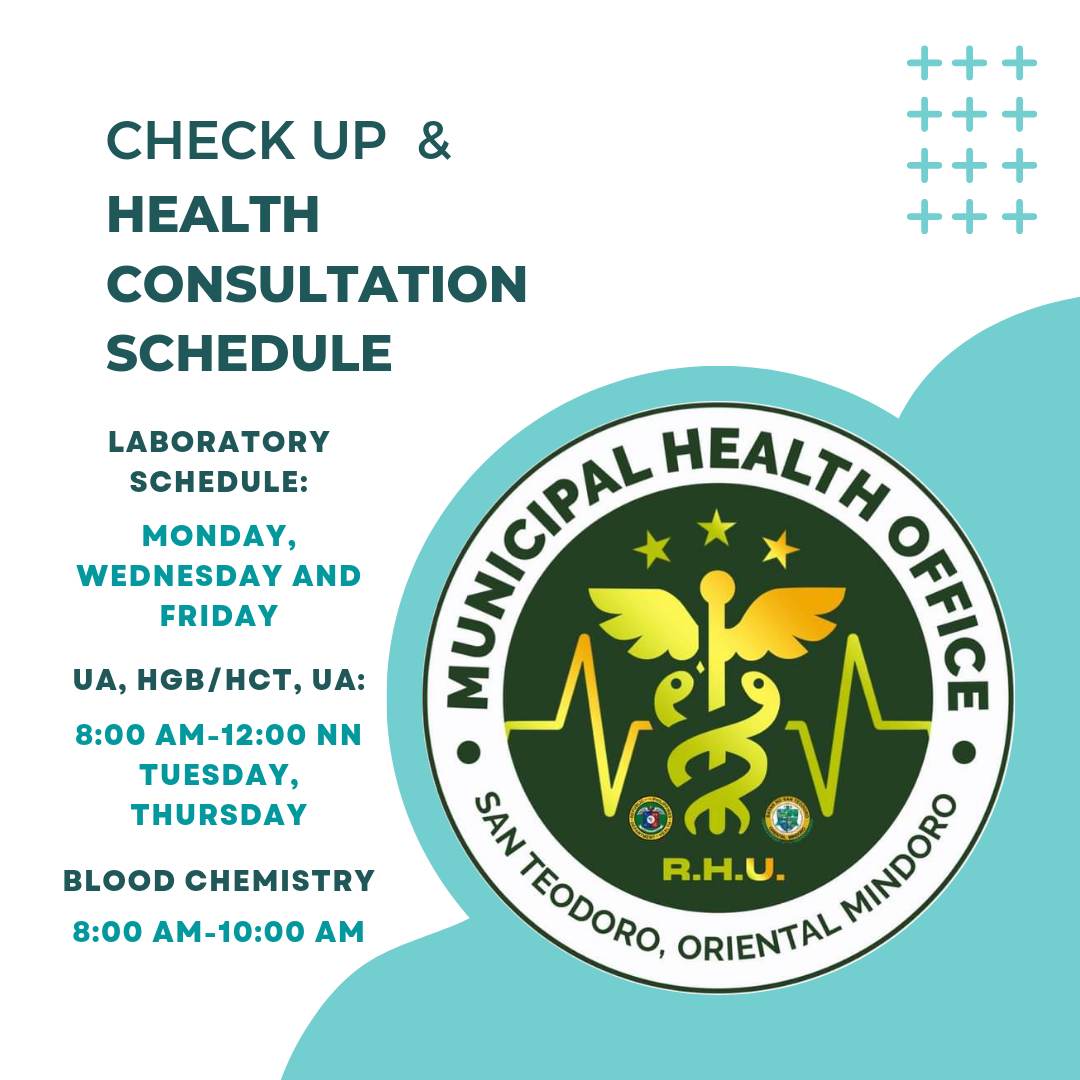 CHECK UP &
HEALTH
CONSULTATION
SCHEDULE
LABORATORY
SCHEDULE:
MONDAY,
WEDNESDAY AND
FRIDAY
UA, HGB/HCT, UA:
8:00 AM-12:00 NN
TUESDAY,
THURSDAY
BLOOD CHEMISTRY
8:00 AM-10:00 AM
MUNICIPAL HEALTH OFFICE
R.H.U.
• SAN TEODORO, ORIENTAL MINDORO •